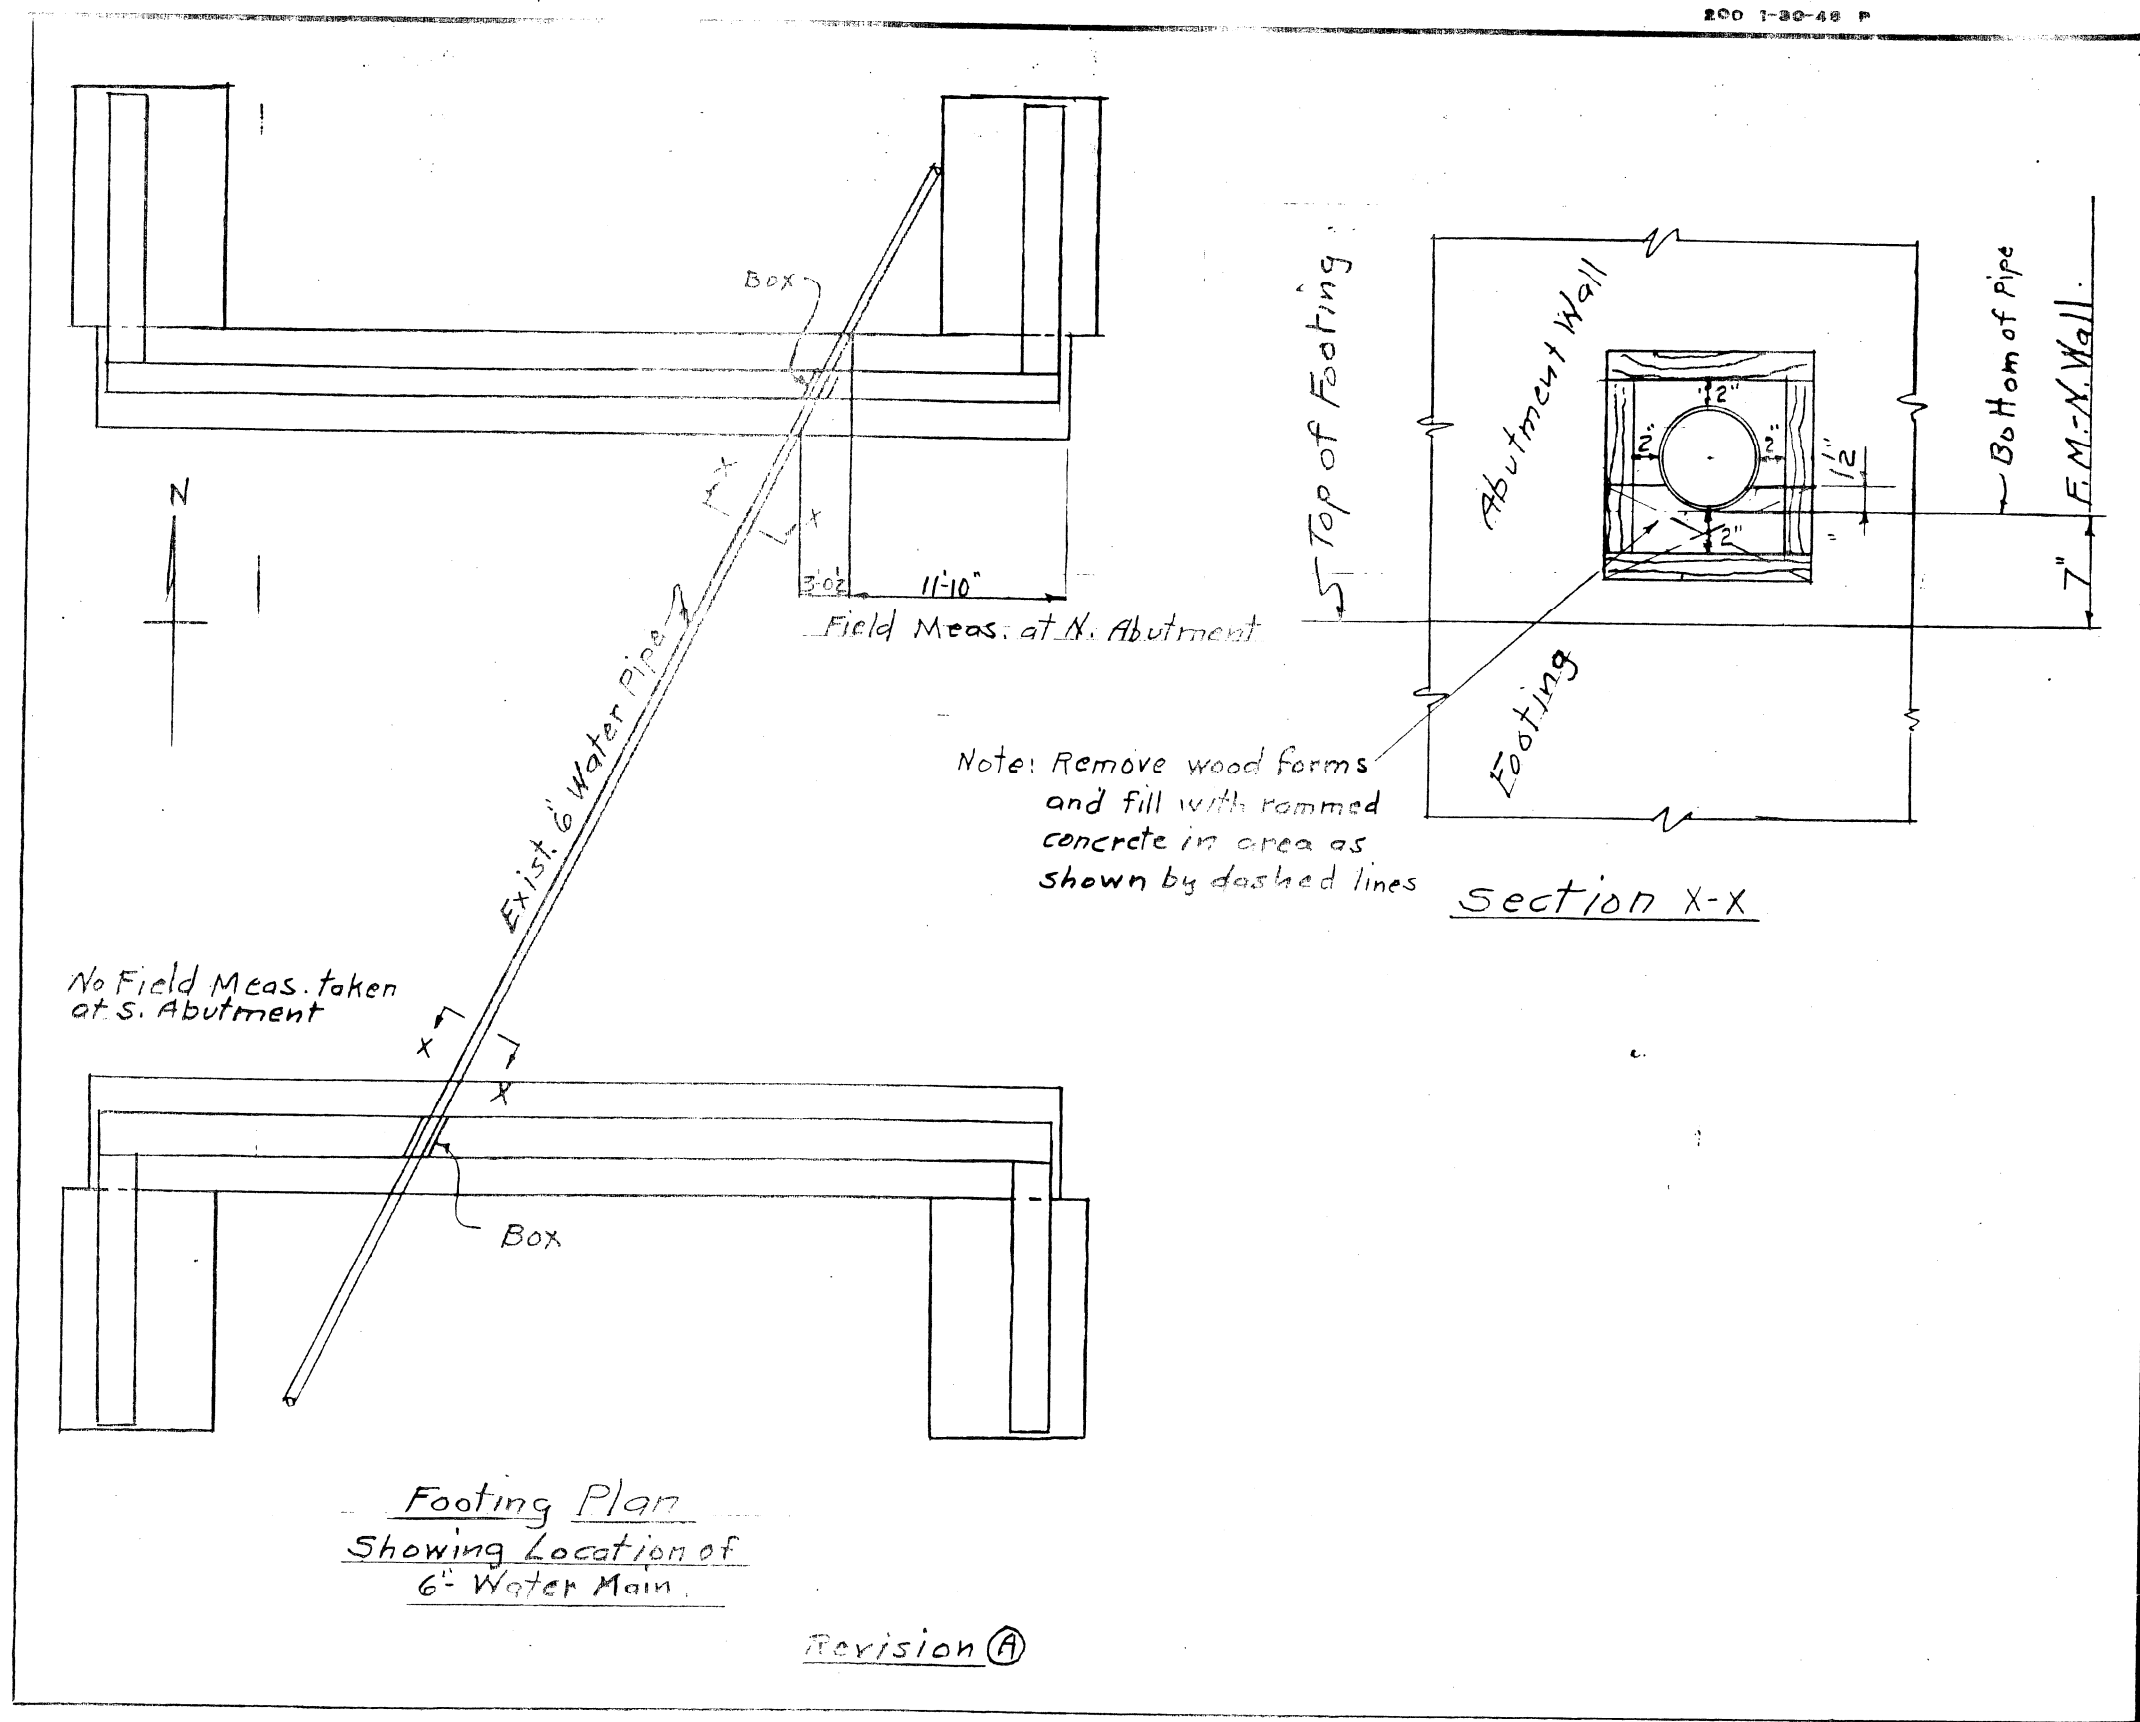 200 1-30-48 P
Box
N
X
X
3'-0½"
11'-10"
Field Meas. at N. Abutment
Exist. 6" Water Pipe
No Field Meas. taken
at S. Abutment
X
X
Box
Footing Plan
Showing Location of
6"- Water Main.
Revision A
Top of Footing
Abutment Wall
2"
2"
2"
2"
Bottom of Pipe
F.M.-N. Wall.
7"
Footing
Note: Remove wood forms
and fill with rammed
concrete in area as
shown by dashed lines
Section X-X